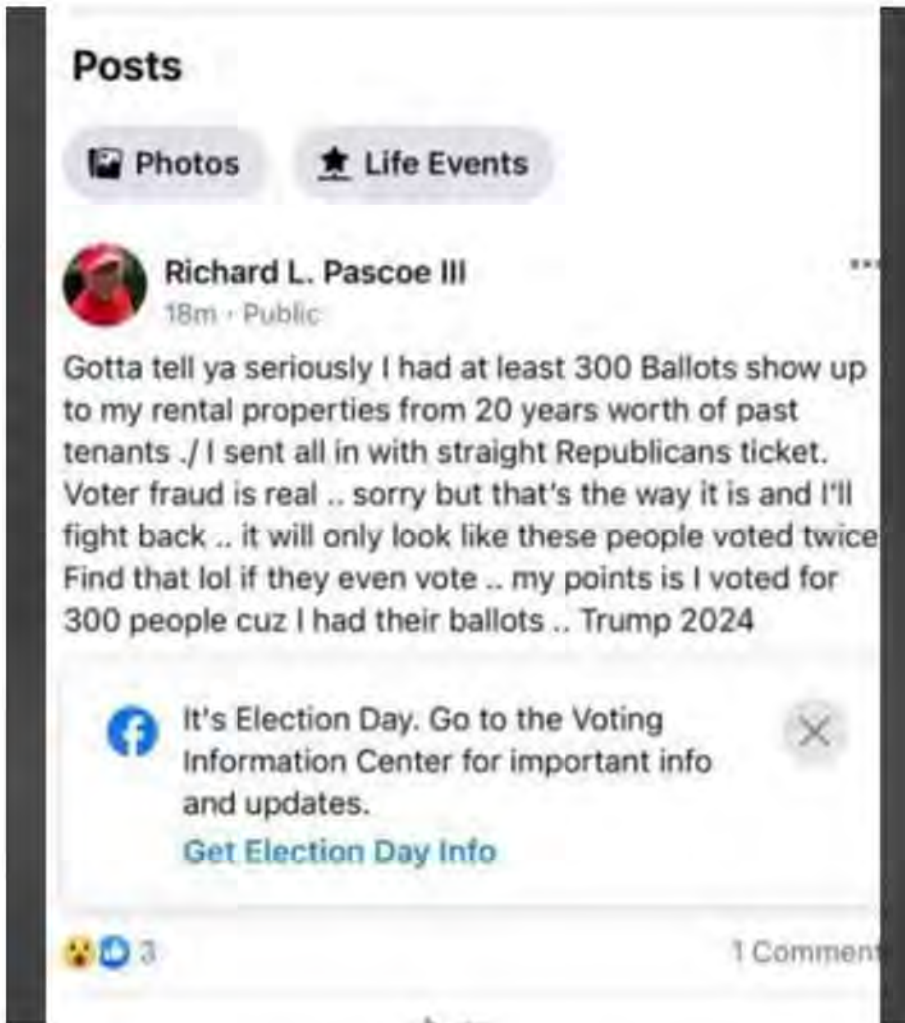 Posts
Photos
Life Events
Richard L. Pascoe III
18m · Public
Gotta tell ya seriously I had at least 300 Ballots show up
to my rental properties from 20 years worth of past
tenants ./ I sent all in with straight Republicans ticket.
Voter fraud is real .. sorry but that's the way it is and I'll
fight back .. it will only look like these people voted twice
Find that lol if they even vote .. my points is I voted for
300 people cuz I had their ballots .. Trump 2024
It's Election Day. Go to the Voting
Information Center for important info
and updates.
Get Election Day Info
3
1 Comment